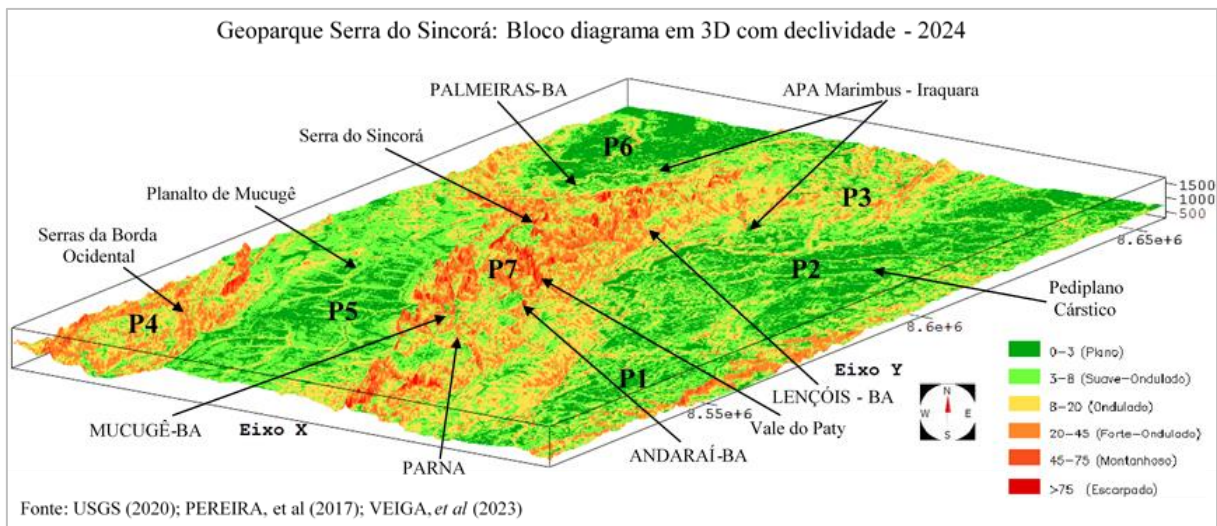 Geoparque Serra do Sincorá: Bloco diagrama em 3D com declividade - 2024
PALMEIRAS-BA
APA Marimbus - Iraquara
Serra do Sincorá
P6
Planalto de Mucugê
P3
1500
1000
500
Serras da Borda
Ocidental
8.65e+6
P7
P2
Pediplano
Cárstico
P4
P5
8.6e+6
P1
Eixo Y
0-3 (Plano)
3-8 (Suave-Ondulado)
8-20 (Ondulado)
20-45 (Forte-Ondulado)
45-75 (Montanhoso)
>75 (Escarpado)
N
W
E
S
LENÇÓIS - BA
8.55e+6
MUCUGÊ-BA
Eixo X
Vale do Paty
PARNA
ANDARAÍ-BA
Fonte: USGS (2020); PEREIRA, et al (2017); VEIGA, et al (2023)